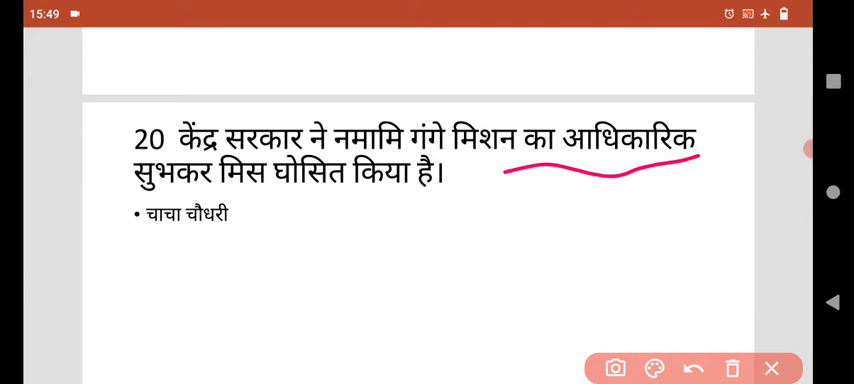 15:49
20 केंद्र सरकार ने नमामि गंगे मिशन का आधिकारिक
सुभकर मिस घोसित किया है।
• चाचा चौधरी